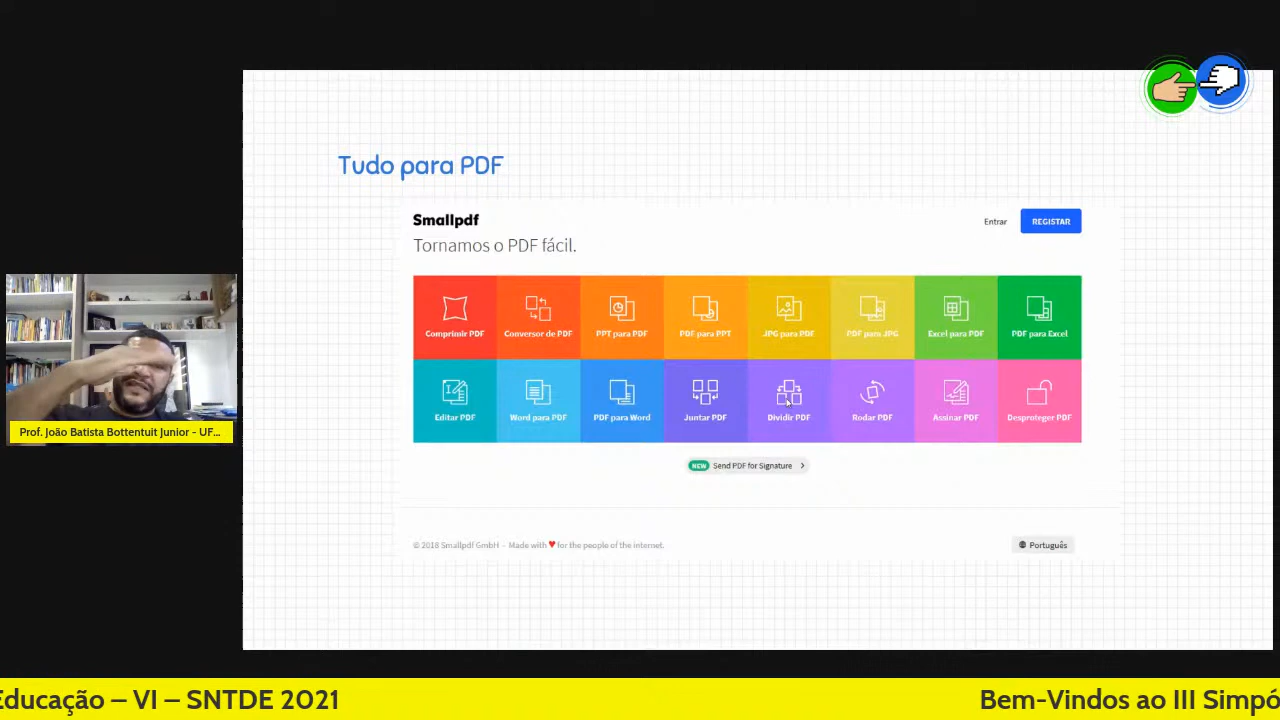 Tudo para PDF
Smallpdf
Entrar
REGISTAR
Tornamos o PDF fácil.
Comprimir PDF
Conversor de PDF
PPT para PDF
PDF para PPT
JPG para PDF
PDF para JPG
Excel para PDF
PDF para Excel
Editar PDF
Word para PDF
PDF para Word
Juntar PDF
Dividir PDF
Rodar PDF
Assinar PDF
Desproteger PDF
NEW Send PDF for Signature
© 2018 Smallpdf GmbH – Made with ♥ for the people of the internet.
Português
Prof. João Batista Bottentuit Junior - UF...
Educação – VI – SNTDE 2021
Bem-Vindos ao III Simpó